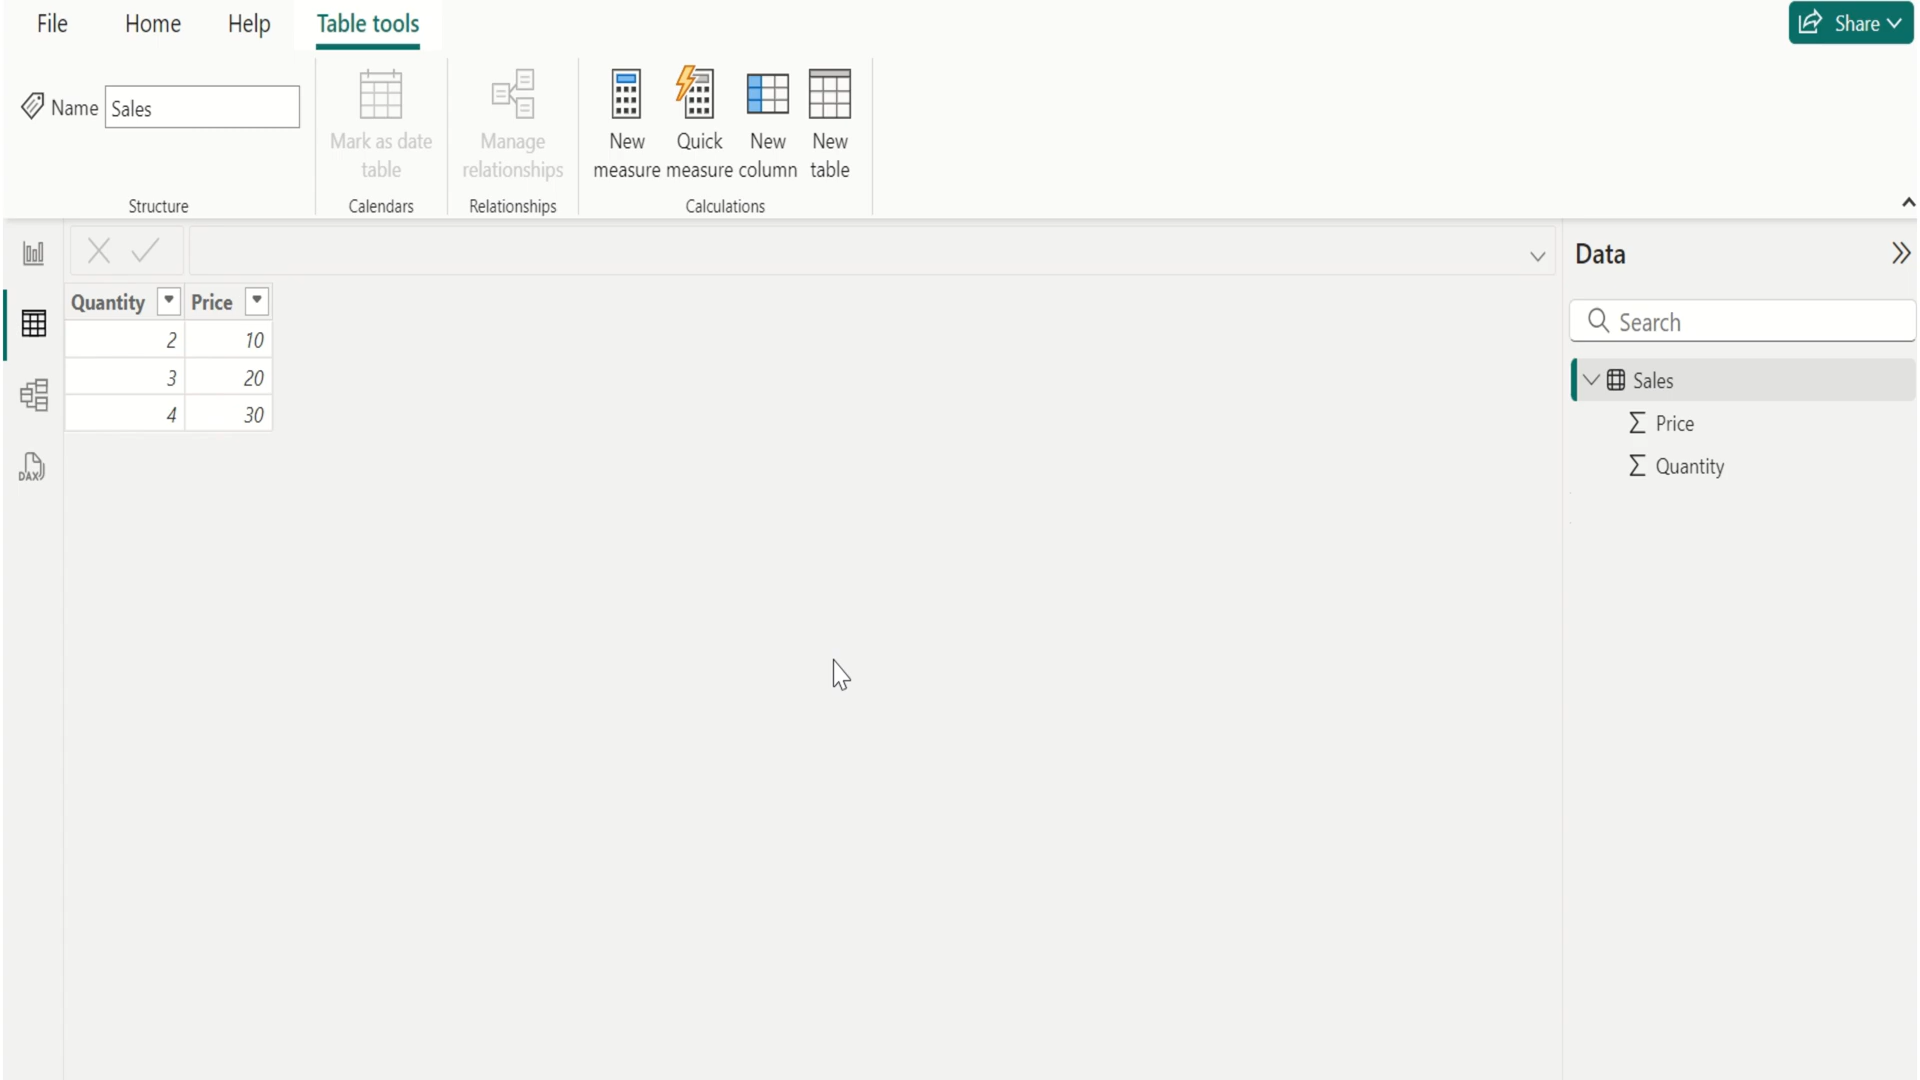 File Home Help Table tools Share
Name Sales
Mark as date
table
Calendars
Manage
relationships
Relationships
New
measure
Quick
measure
New
column
New
table
Structure
Calculations
Data
Search
Sales
Price
Quantity
DAX
Quantity Price
2 10
3 20
4 30